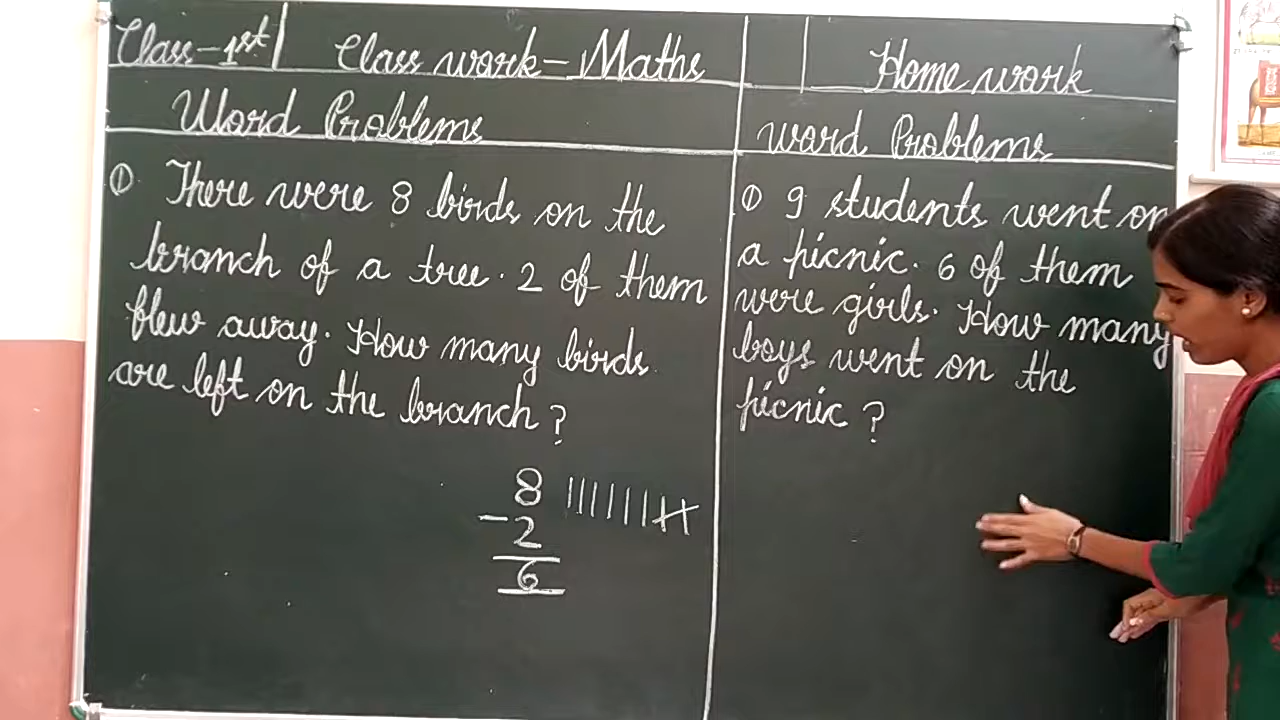 Class-1st
Class work-Maths
Word Problems
① There were 8 birds on the
branch of a tree. 2 of them
flew away. How many birds
are left on the branch?
8
-2
6
Home work
word Problems
① 9 students went on
a picnic. 6 of them
were girls. How many
boys went on the
picnic?